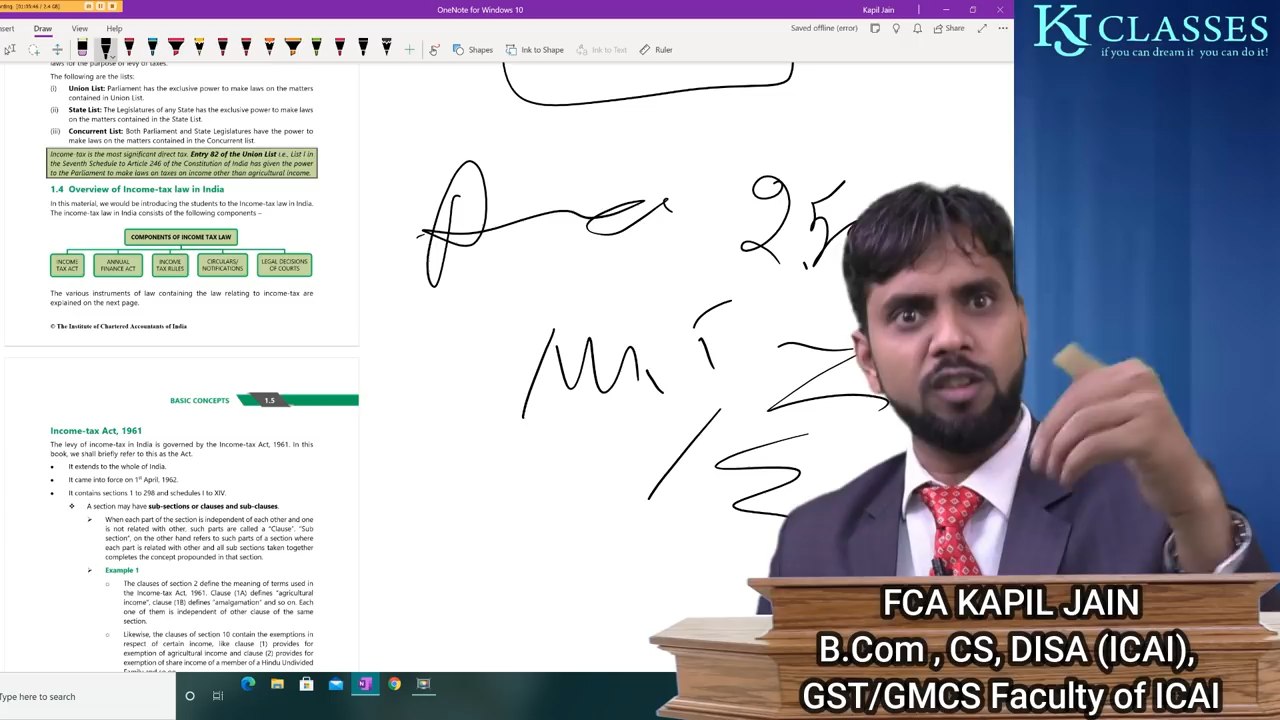 OneNote for Windows 10
Kapil Jain
Draw View Help
Saved offline (error)
Share
Shapes
Ink to Shape
Ink to Text
Ruler
laws for the purpose of levy of taxes.
The following are the lists:
(i) Union List: Parliament has the exclusive power to make laws on the matters
contained in Union List.
(ii) State List: The Legislatures of any State has the exclusive power to make laws
on the matters contained in the State List.
(iii) Concurrent List: Both Parliament and State Legislatures have the power to
make laws on the matters contained in the Concurrent list.
Income-tax is the most significant direct tax. Entry 82 of the Union List i.e., List I in
the Seventh Schedule to Article 246 of the Constitution of India has given the power
to the Parliament to make laws on taxes on income other than agricultural income.
1.4 Overview of Income-tax law in India
In this material, we would be introducing the students to the Income-tax law in India.
The income-tax law in India consists of the following components –
COMPONENTS OF INCOME TAX LAW
INCOME TAX ACT
ANNUAL FINANCE ACT
INCOME TAX RULES
CIRCULARS/ NOTIFICATIONS
LEGAL DECISIONS OF COURTS
The various instruments of law containing the law relating to income-tax are
explained on the next page.
© The Institute of Chartered Accountants of India
BASIC CONCEPTS 1.5
Income-tax Act, 1961
The levy of income-tax in India is governed by the Income-tax Act, 1961. In this
book, we shall briefly refer to this as the Act.
• It extends to the whole of India.
• It came into force on 1st April, 1962.
• It contains sections 1 to 298 and schedules I to XIV.
❖ A section may have sub-sections or clauses and sub-clauses.
➢ When each part of the section is independent of each other and one
is not related with other, such parts are called a "Clause". "Sub
section", on the other hand refers to such parts of a section where
each part is related with other and all sub sections taken together
completes the concept propounded in that section.
➢ Example 1
o The clauses of section 2 define the meaning of terms used in
the Income-tax Act, 1961. Clause (1A) defines "agricultural
income", clause (1B) defines "amalgamation" and so on. Each
one of them is independent of other clause of the same
section.
o Likewise, the clauses of section 10 contain the exemptions in
respect of certain income, like clause (1) provides for
exemption of agricultural income and clause (2) provides for
exemption of share income of a member of a Hindu Undivided
Type here to search
KJ CLASSES
if you can dream it you can do it!
FCA KAPIL JAIN
B.Com , CS, DISA (ICAI),
GST/GMCS Faculty of ICAI